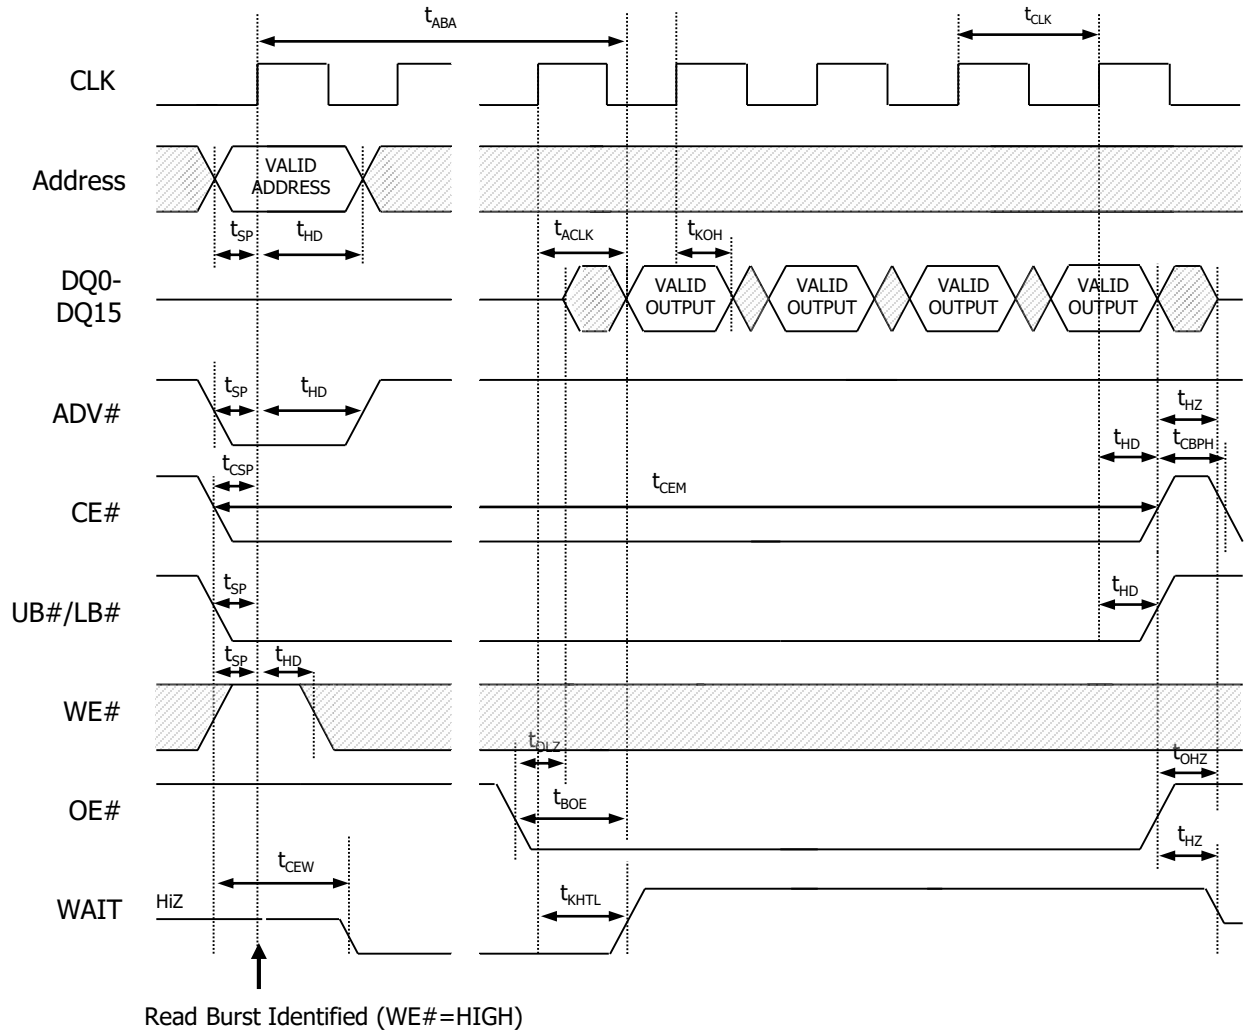 tABA
tCLK
CLK
VALID
ADDRESS
Address
tSP
tHD
tACLK
tKOH
DQ0-
DQ15
VALID
OUTPUT
VALID
OUTPUT
VALID
OUTPUT
VALID
OUTPUT
tSP
tHD
ADV#
tHZ
tHD
tCBPH
tCSP
tCEM
CE#
tSP
tHD
UB#/LB#
tSP
tHD
WE#
tOLZ
tOHZ
tBOE
OE#
tHZ
tCEW
HiZ
tKHTL
WAIT
Read Burst Identified (WE#=HIGH)